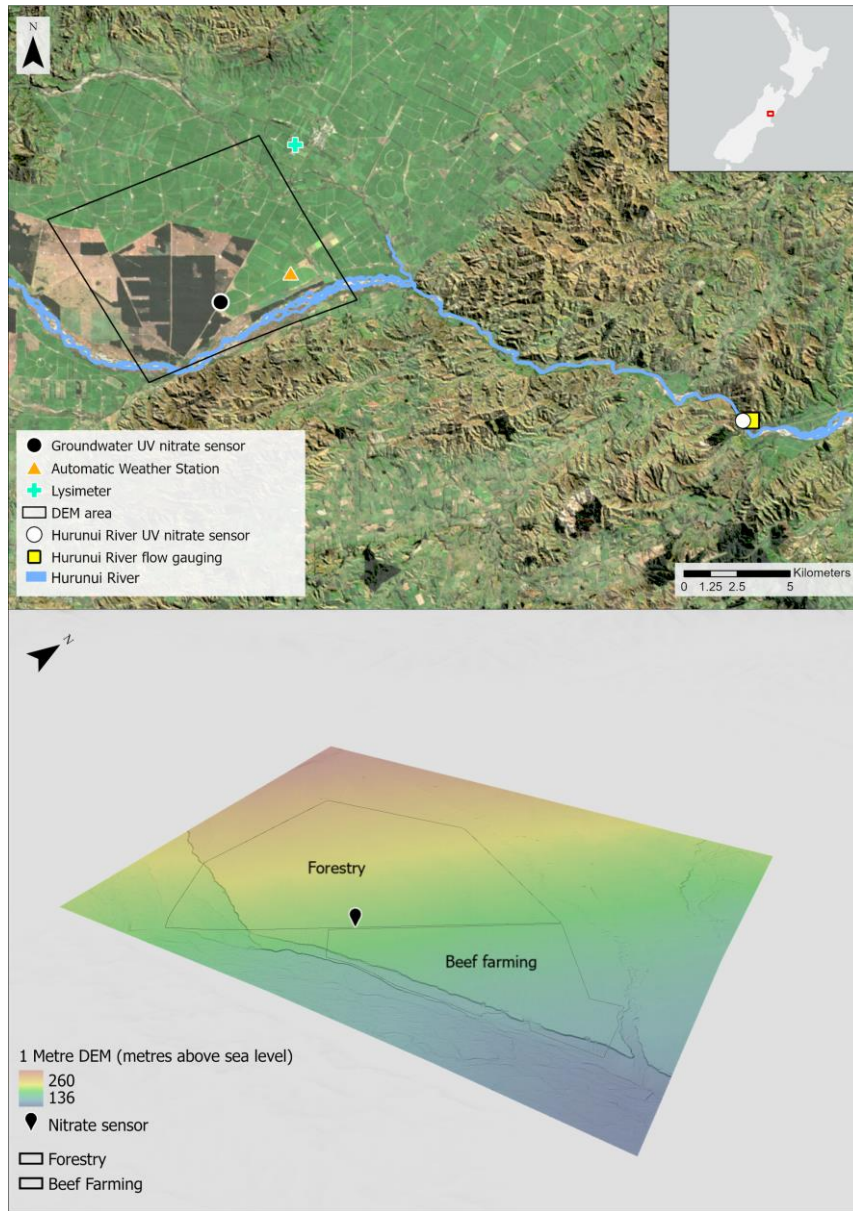 N
Groundwater UV nitrate sensor
Automatic Weather Station
Lysimeter
DEM area
Hurunui River UV nitrate sensor
Hurunui River flow gauging
Hurunui River
Kilometers
0 1.25 2.5 5
N
Forestry
Beef farming
1 Metre DEM (metres above sea level)
260
136
Nitrate sensor
Forestry
Beef Farming